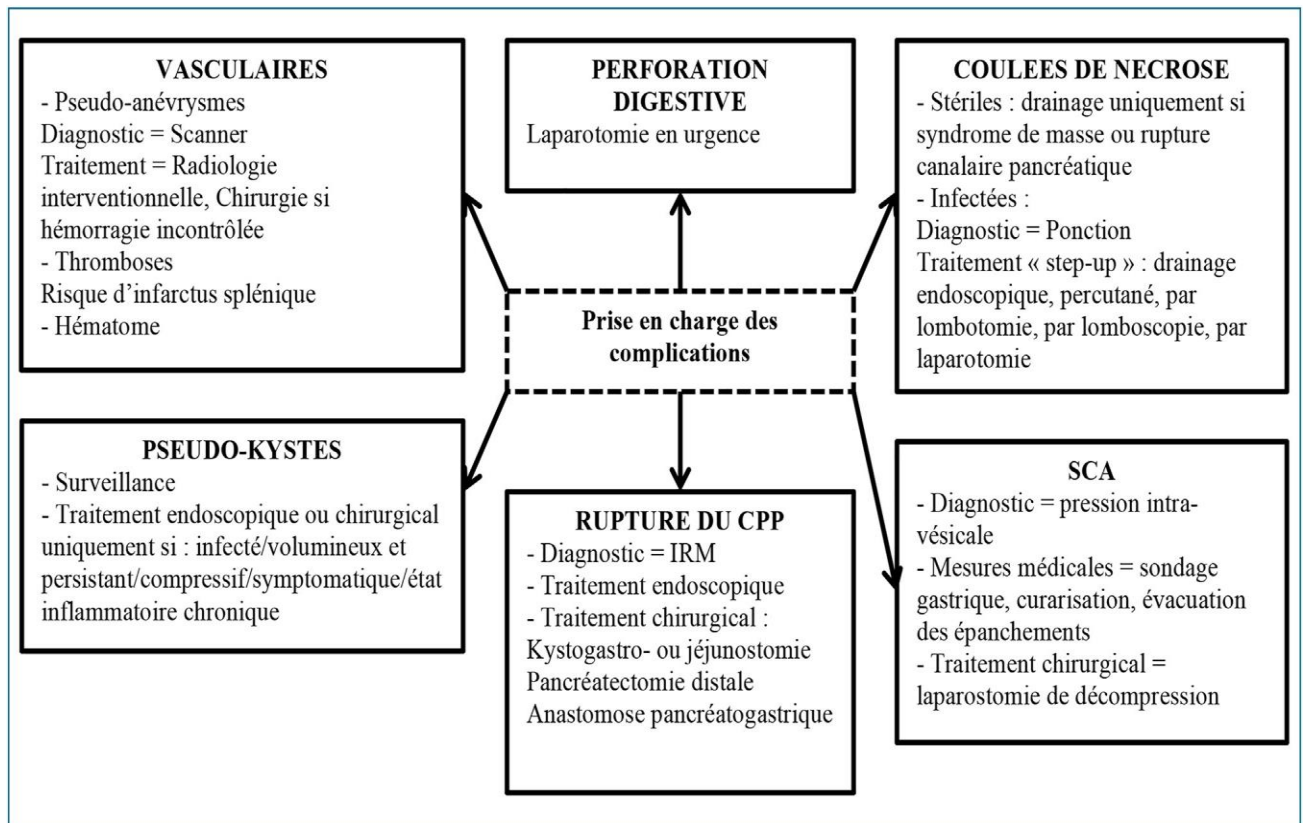 VASCULAIRES
- Pseudo-anévrysmes
Diagnostic = Scanner
Traitement = Radiologie
interventionnelle, Chirurgie si
hémorragie incontrôlée
- Thromboses
Risque d’infarctus splénique
- Hématome
PERFORATION
DIGESTIVE
Laparotomie en urgence
COULEES DE NECROSE
- Stériles : drainage uniquement si
syndrome de masse ou rupture
canalaire pancréatique
- Infectées :
Diagnostic = Ponction
Traitement « step-up » : drainage
endoscopique, percutané, par
lombotomie, par lomboscopie, par
laparotomie
Prise en charge des
complications
PSEUDO-KYSTES
- Surveillance
- Traitement endoscopique ou chirurgical
uniquement si : infecté/volumineux et
persistant/compressif/symptomatique/état
inflammatoire chronique
RUPTURE DU CPP
- Diagnostic = IRM
- Traitement endoscopique
- Traitement chirurgical :
Kystogastro- ou jéjunostomie
Pancréatectomie distale
Anastomose pancréatogastrique
SCA
- Diagnostic = pression intra-
vésicale
- Mesures médicales = sondage
gastrique, curarisation, évacuation
des épanchements
- Traitement chirurgical =
laparostomie de décompression